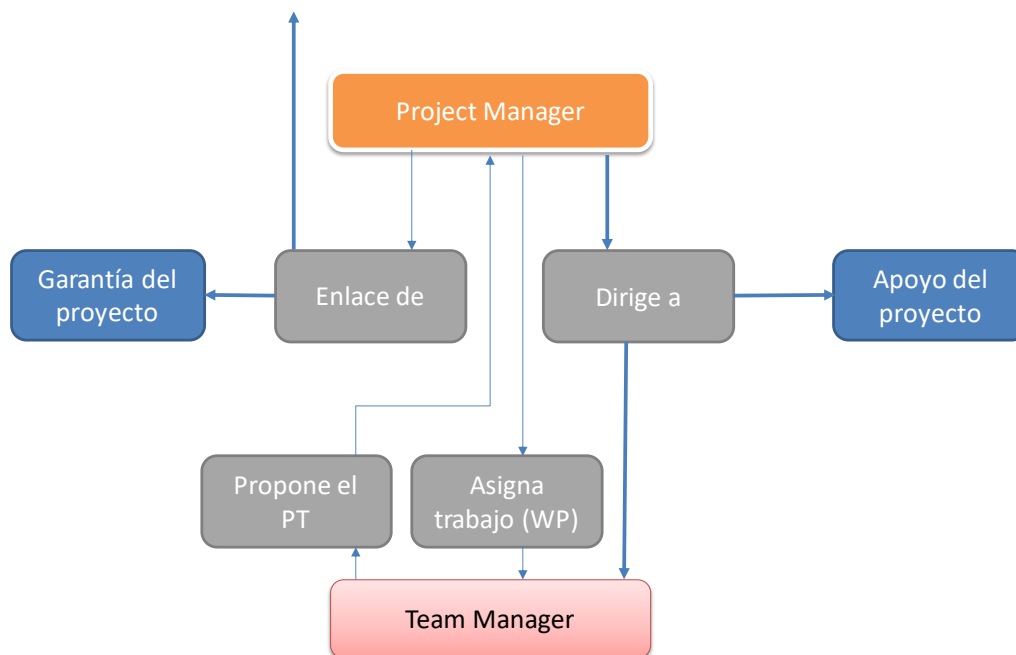 Project Manager
Garantía del
proyecto
Enlace de
Dirige a
Apoyo del
proyecto
Propone el
PT
Asigna
trabajo (WP)
Team Manager